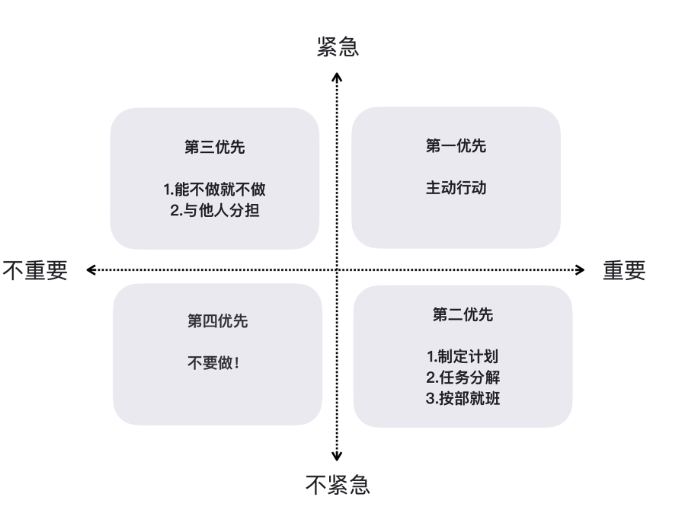 紧急
第三优先
1.能不做就不做
2.与他人分担
第一优先
主动行动
不重要
重要
第四优先
不要做！
第二优先
1.制定计划
2.任务分解
3.按部就班
不紧急